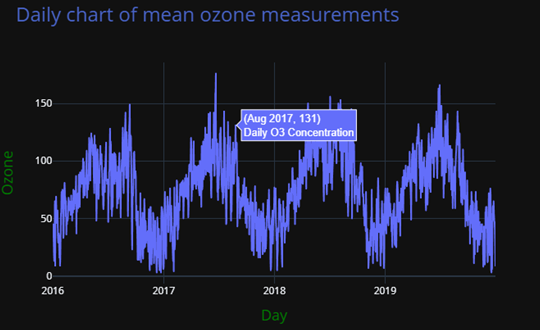 Daily chart of mean ozone measurements
150
(Aug 2017, 131)
Daily O3 Concentration
100
Ozone
50
0
2016 2017 2018 2019
Day